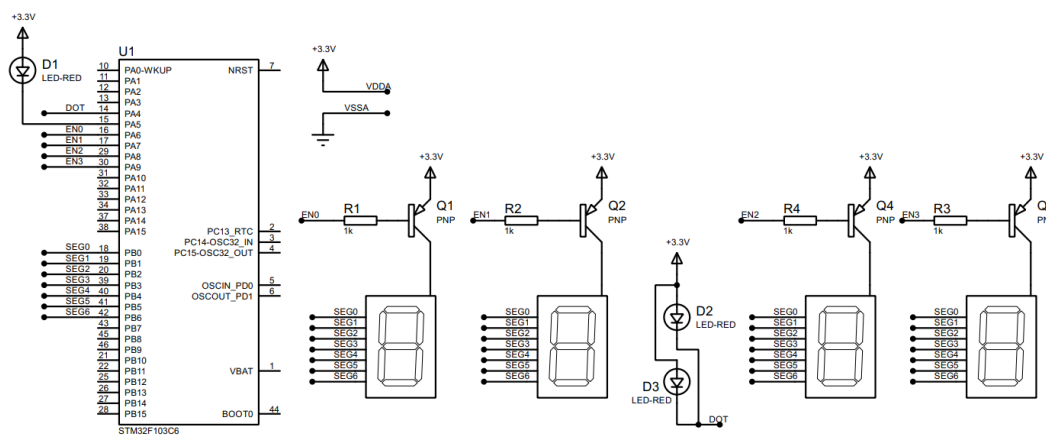 +3.3V
D1
LED-RED
U1
10 PA0-WKUP NRST 7
11 PA1
12 PA2
13 PA3
DOT 14 PA4
15 PA5
EN0 16 PA6
EN1 17 PA7
EN2 29 PA8
EN3 30 PA9
31 PA10
32 PA11
33 PA12
34 PA13
37 PA14
38 PA15
PC13_RTC 2
PC14-OSC32_IN 3
PC15-OSC32_OUT 4
SEG0 18 PB0
SEG1 19 PB1
SEG2 20 PB2
SEG3 39 PB3 OSCIN_PD0 5
SEG4 40 PB4 OSCOUT_PD1 6
SEG5 41 PB5
SEG6 42 PB6
43 PB7
45 PB8
46 PB9
21 PB10
22 PB11 VBAT 1
25 PB12
26 PB13
27 PB14
28 PB15 BOOT0 44
STM32F103C6
+3.3V
VDDA
VSSA
+3.3V
EN0
R1
1k
Q1
PNP
SEG0
SEG1
SEG2
SEG3
SEG4
SEG5
SEG6
+3.3V
EN1
R2
1k
Q2
PNP
SEG0
SEG1
SEG2
SEG3
SEG4
SEG5
SEG6
+3.3V
D2
LED-RED
D3
LED-RED
DOT
+3.3V
EN2
R4
1k
Q4
PNP
SEG0
SEG1
SEG2
SEG3
SEG4
SEG5
SEG6
+3.3V
EN3
R3
1k
PNP
SEG0
SEG1
SEG2
SEG3
SEG4
SEG5
SEG6